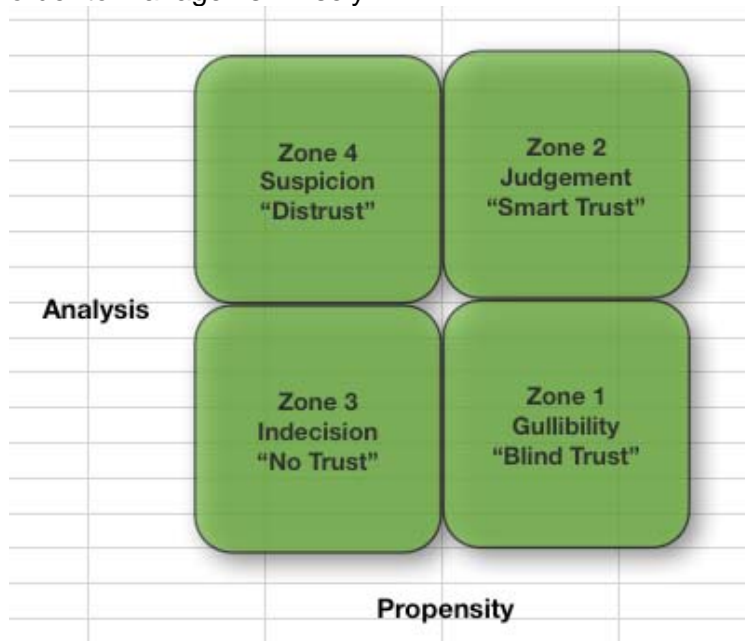 Zone 4
Suspicion
“Distrust”
Zone 2
Judgement
“Smart Trust”
Analysis
Zone 3
Indecision
“No Trust”
Zone 1
Gullibility
“Blind Trust”
Propensity